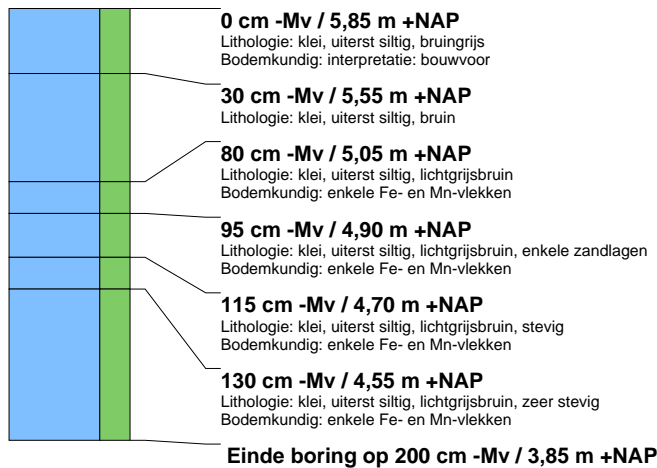 0 cm -Mv / 5,85 m +NAP
Lithologie: klei, uiterst siltig, bruingrijs
Bodemkundig: interpretatie: bouwvoor
30 cm -Mv / 5,55 m +NAP
Lithologie: klei, uiterst siltig, bruin
80 cm -Mv / 5,05 m +NAP
Lithologie: klei, uiterst siltig, lichtgrijsbruin
Bodemkundig: enkele Fe- en Mn-vlekken
95 cm -Mv / 4,90 m +NAP
Lithologie: klei, uiterst siltig, lichtgrijsbruin, enkele zandlagen
Bodemkundig: enkele Fe- en Mn-vlekken
115 cm -Mv / 4,70 m +NAP
Lithologie: klei, uiterst siltig, lichtgrijsbruin, stevig
Bodemkundig: enkele Fe- en Mn-vlekken
130 cm -Mv / 4,55 m +NAP
Lithologie: klei, uiterst siltig, lichtgrijsbruin, zeer stevig
Bodemkundig: enkele Fe- en Mn-vlekken
Einde boring op 200 cm -Mv / 3,85 m +NAP